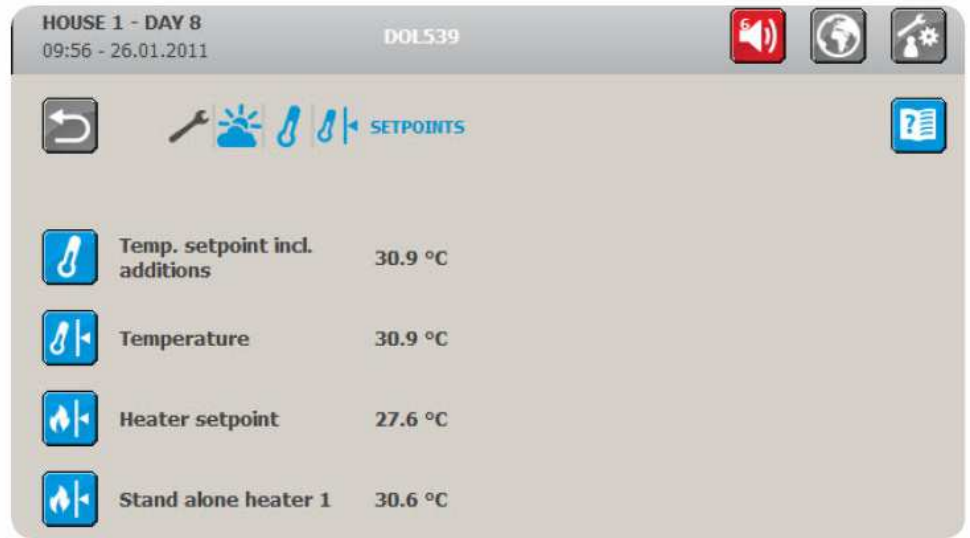 HOUSE 1 - DAY 8
09:56 - 26.01.2011
DOL539
6
SETPOINTS
?
Temp. setpoint incl.
additions
30.9 °C
Temperature
30.9 °C
Heater setpoint
27.6 °C
Stand alone heater 1
30.6 °C